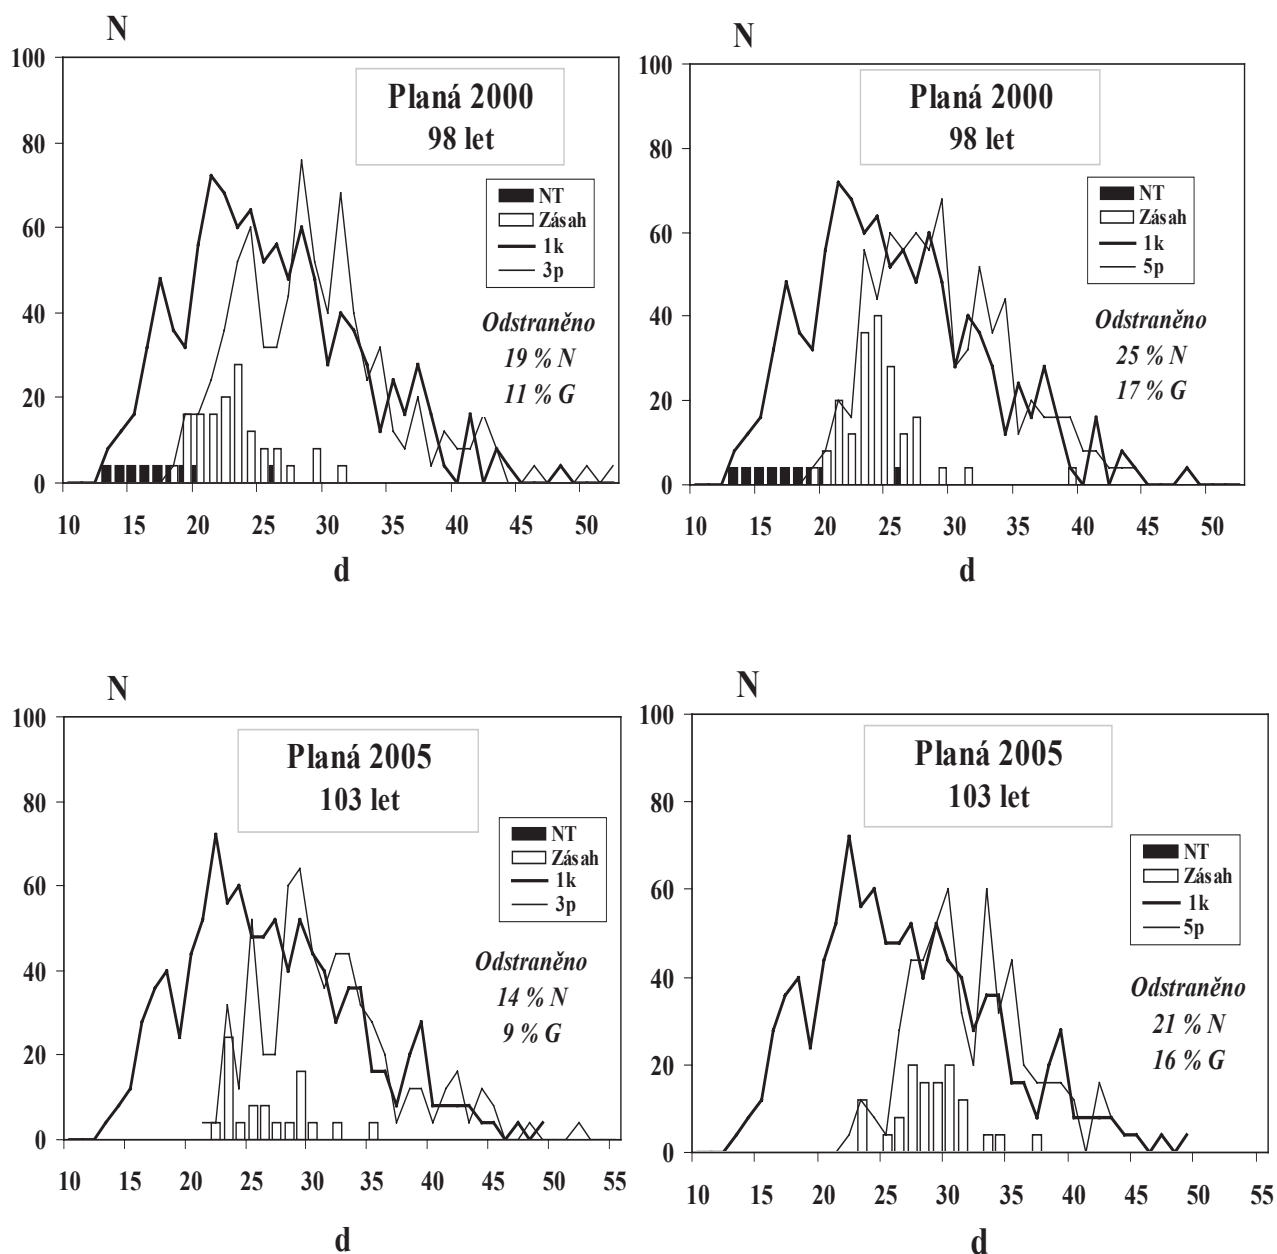 N
100
80
60
40
20
0
Planá 2000
98 let
NT
Zásah
1k
3p
Odstraněno
19 % N
11 % G
10 15 20 25 30 35 40 45 50
d
N
100
80
60
40
20
0
Planá 2000
98 let
NT
Zásah
1k
5p
Odstraněno
25 % N
17 % G
10 15 20 25 30 35 40 45 50
d
N
100
80
60
40
20
0
Planá 2005
103 let
NT
Zásah
1k
3p
Odstraněno
14 % N
9 % G
10 15 20 25 30 35 40 45 50 55
d
N
100
80
60
40
20
0
Planá 2005
103 let
NT
Zásah
1k
5p
Odstraněno
21 % N
16 % G
10 15 20 25 30 35 40 45 50 55
d